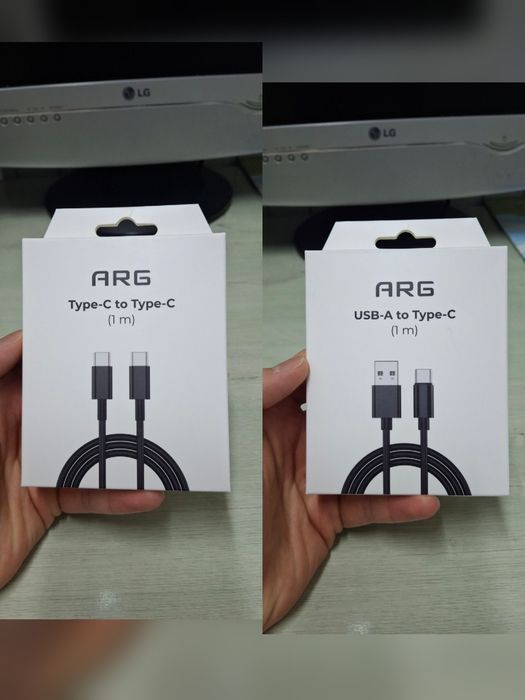 LG
ARG
Type-C to Type-C
(1 m)
LG
ARG
USB-A to Type-C
(1 m)